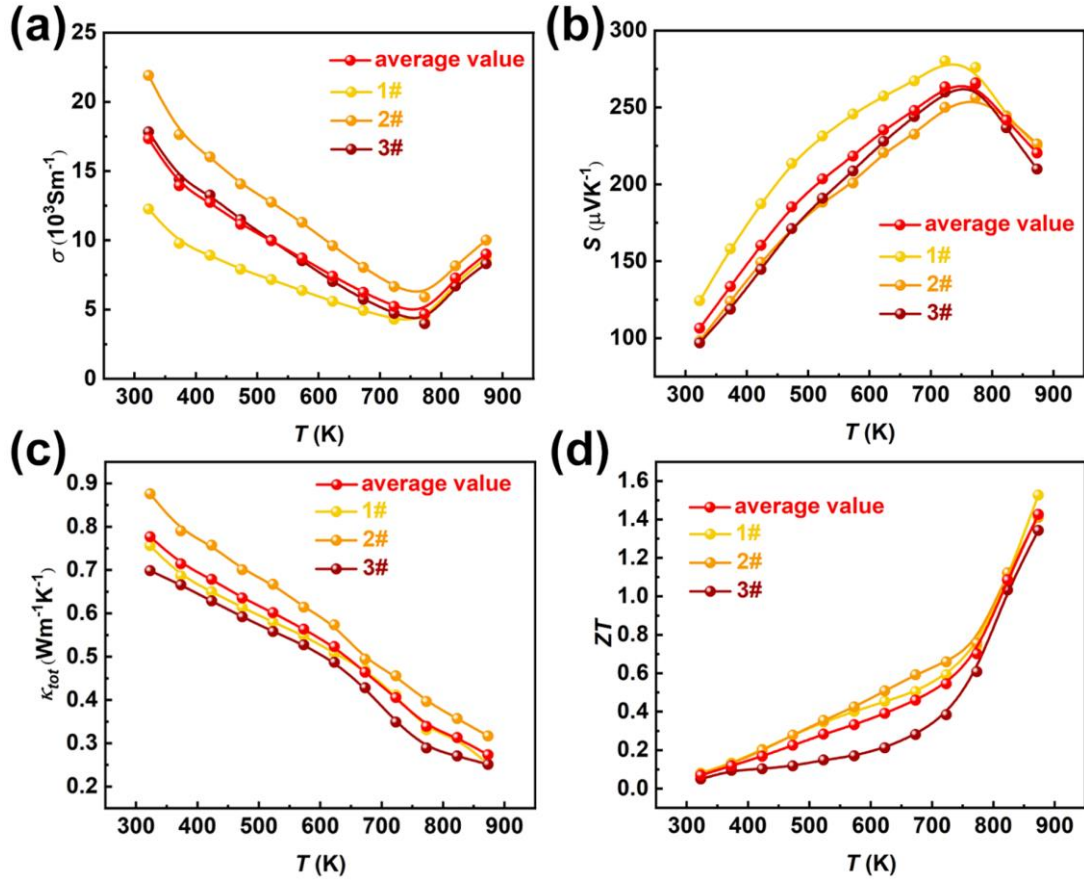 (a)
25
20
15
10
5
0
σ (10³Sm⁻¹)
average value
1#
2#
3#
300 400 500 600 700 800 900
T (K)
(b)
300
250
200
150
100
S (μVK⁻¹)
average value
1#
2#
3#
300 400 500 600 700 800 900
T (K)
(c)
0.9
0.8
0.7
0.6
0.5
0.4
0.3
0.2
κtot (Wm⁻¹K⁻¹)
average value
1#
2#
3#
300 400 500 600 700 800 900
T (K)
(d)
1.6
1.4
1.2
1.0
0.8
0.6
0.4
0.2
0.0
ZT
average value
1#
2#
3#
300 400 500 600 700 800 900
T (K)